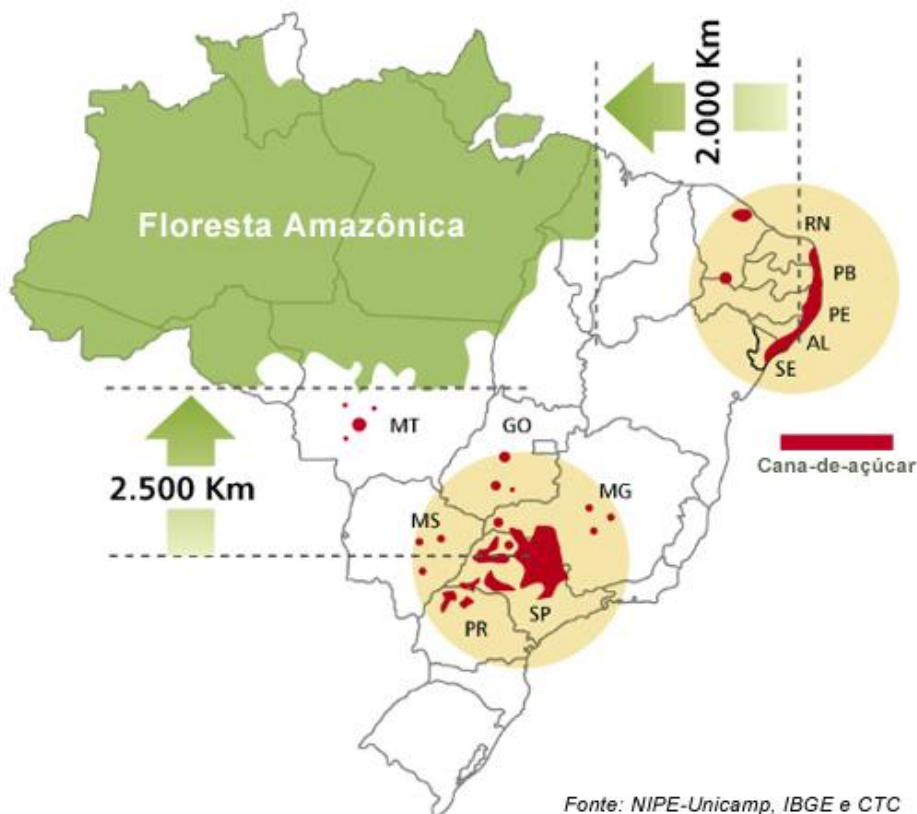 2.000 Km
Floresta Amazônica
RN
PB
PE
AL
SE
MT
GO
Cana-de-açúcar
2.500 Km
MG
MS
SP
PR
Fonte: NIPE-Unicamp, IBGE e CTC